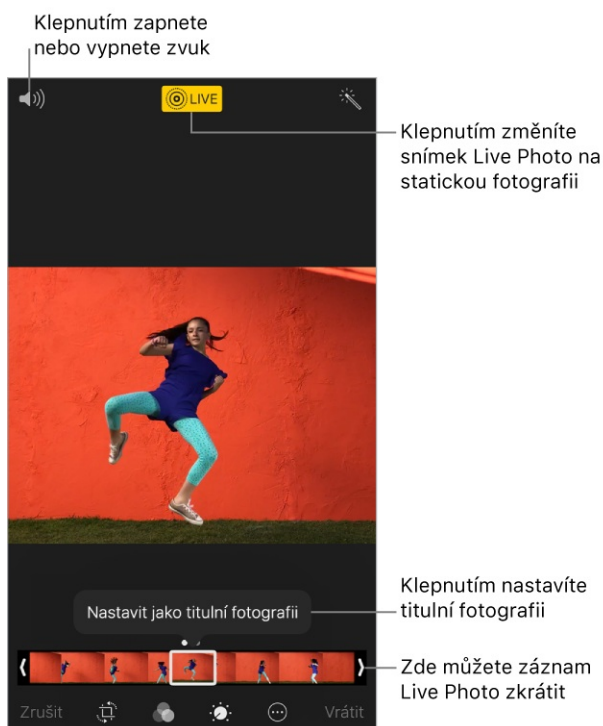 Klepnutím zapnete
nebo vypnete zvuk
LIVE
Klepnutím změníte
snímek Live Photo na
statickou fotografii
Nastavit jako titulní fotografii
Klepnutím nastavíte
titulní fotografii
Zde můžete záznam
Live Photo zkrátit
Zrušit
Vrátit